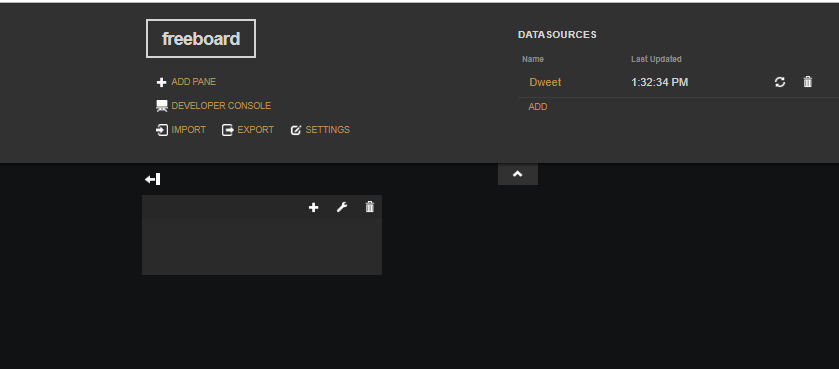 freeboard
ADD PANE
DEVELOPER CONSOLE
IMPORT EXPORT SETTINGS
DATASOURCES
Name Last Updated
Dweet 1:32:34 PM
ADD